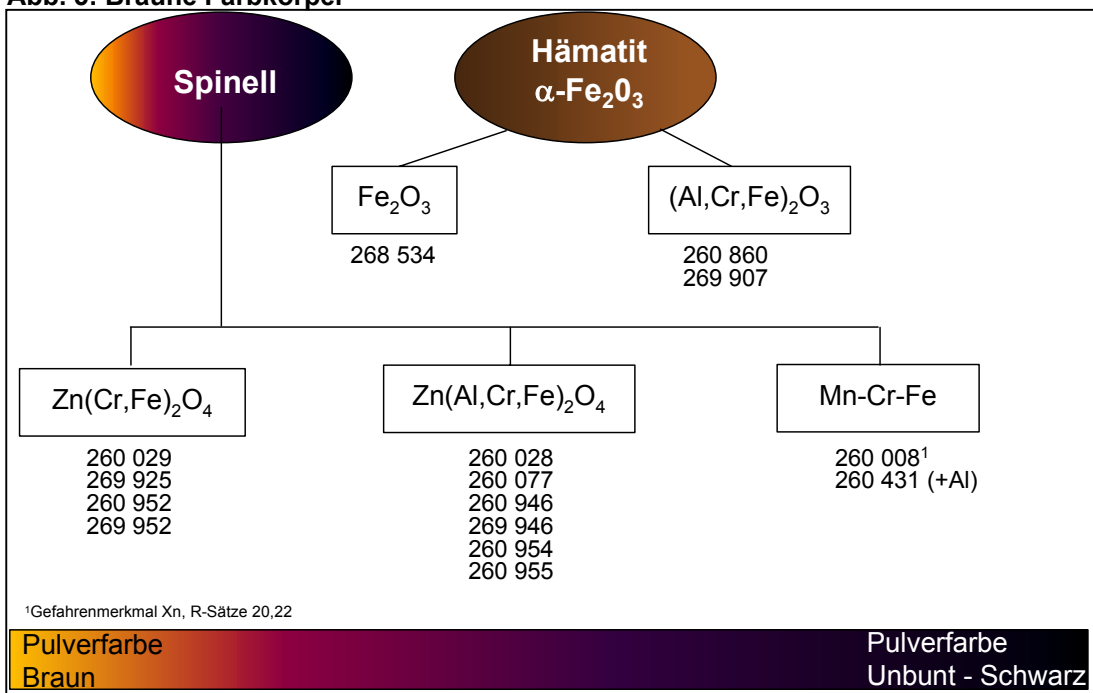 Abb. 3: Braune Farbkörper
Spinell
Hämatit
α-Fe₂0₃
Fe₂O₃
268 534
(Al,Cr,Fe)₂O₃
260 860
269 907
Zn(Cr,Fe)₂O₄
260 029
269 925
260 952
269 952
Zn(Al,Cr,Fe)₂O₄
260 028
260 077
260 946
269 946
260 954
260 955
Mn-Cr-Fe
260 008¹
260 431 (+Al)
¹Gefahrenmerkmal Xn, R-Sätze 20,22
Pulverfarbe
Braun
Pulverfarbe
Unbunt - Schwarz